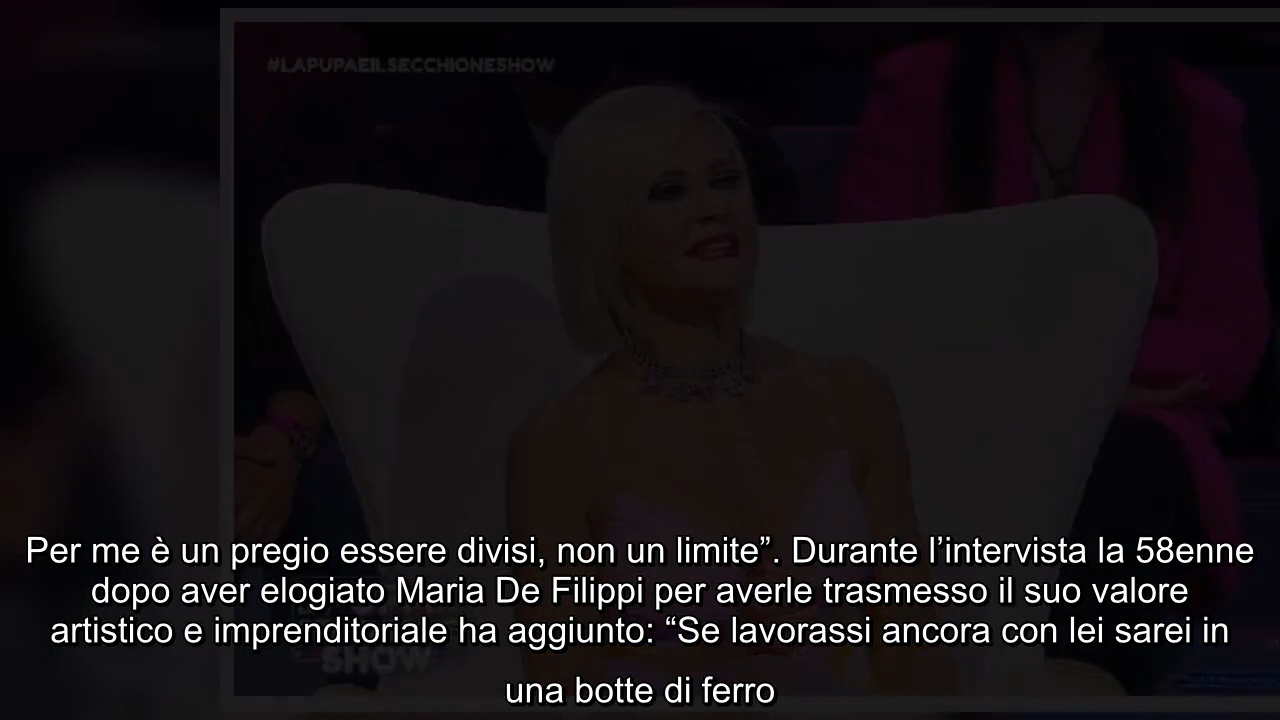 #LAPUPAEILSECCHIONESHOW
Per me è un pregio essere divisi, non un limite”. Durante l’intervista la 58enne
dopo aver elogiato Maria De Filippi per averle trasmesso il suo valore
artistico e imprenditoriale ha aggiunto: “Se lavorassi ancora con lei sarei in
SHOW
una botte di ferro